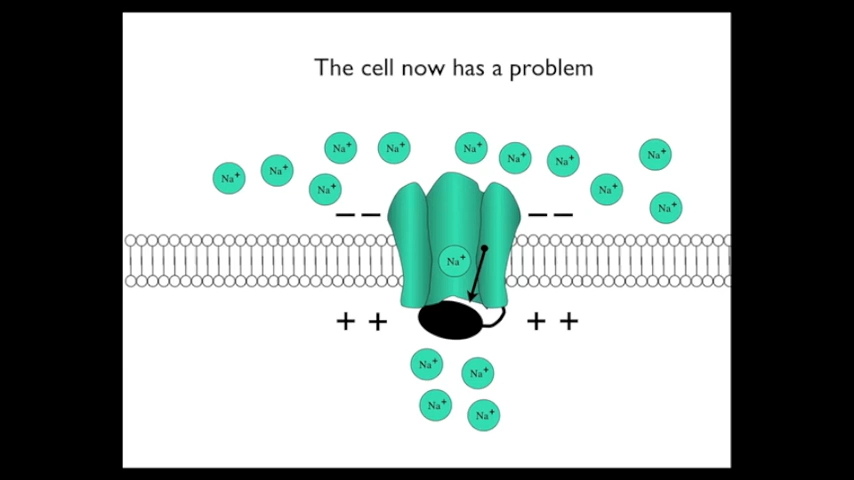 The cell now has a problem
Na+ Na+ Na+ Na+ Na+ Na+ Na+ Na+ Na+
Na+ Na+ Na+
– – – –
Na+
+ + + +
Na+ Na+
Na+ Na+